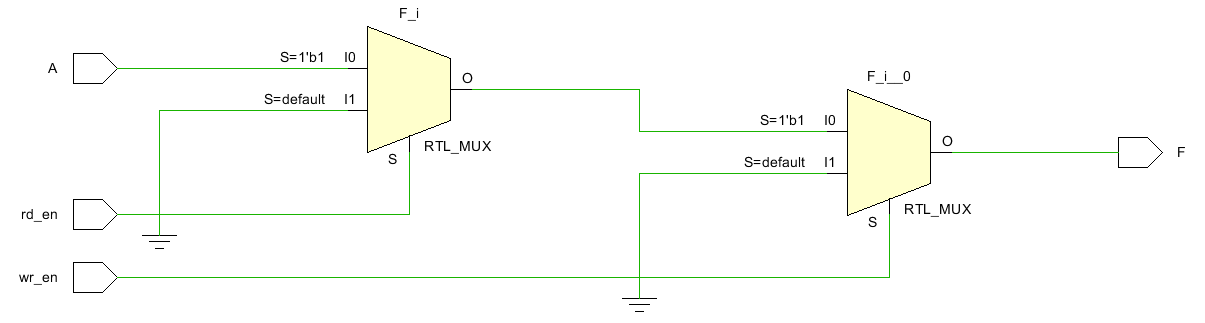 F_i
S=1'b1 I0
A
O
F_i__0
S=default I1
S=1'b1 I0
O
RTL_MUX
S
F
S=default I1
rd_en
RTL_MUX
S
wr_en